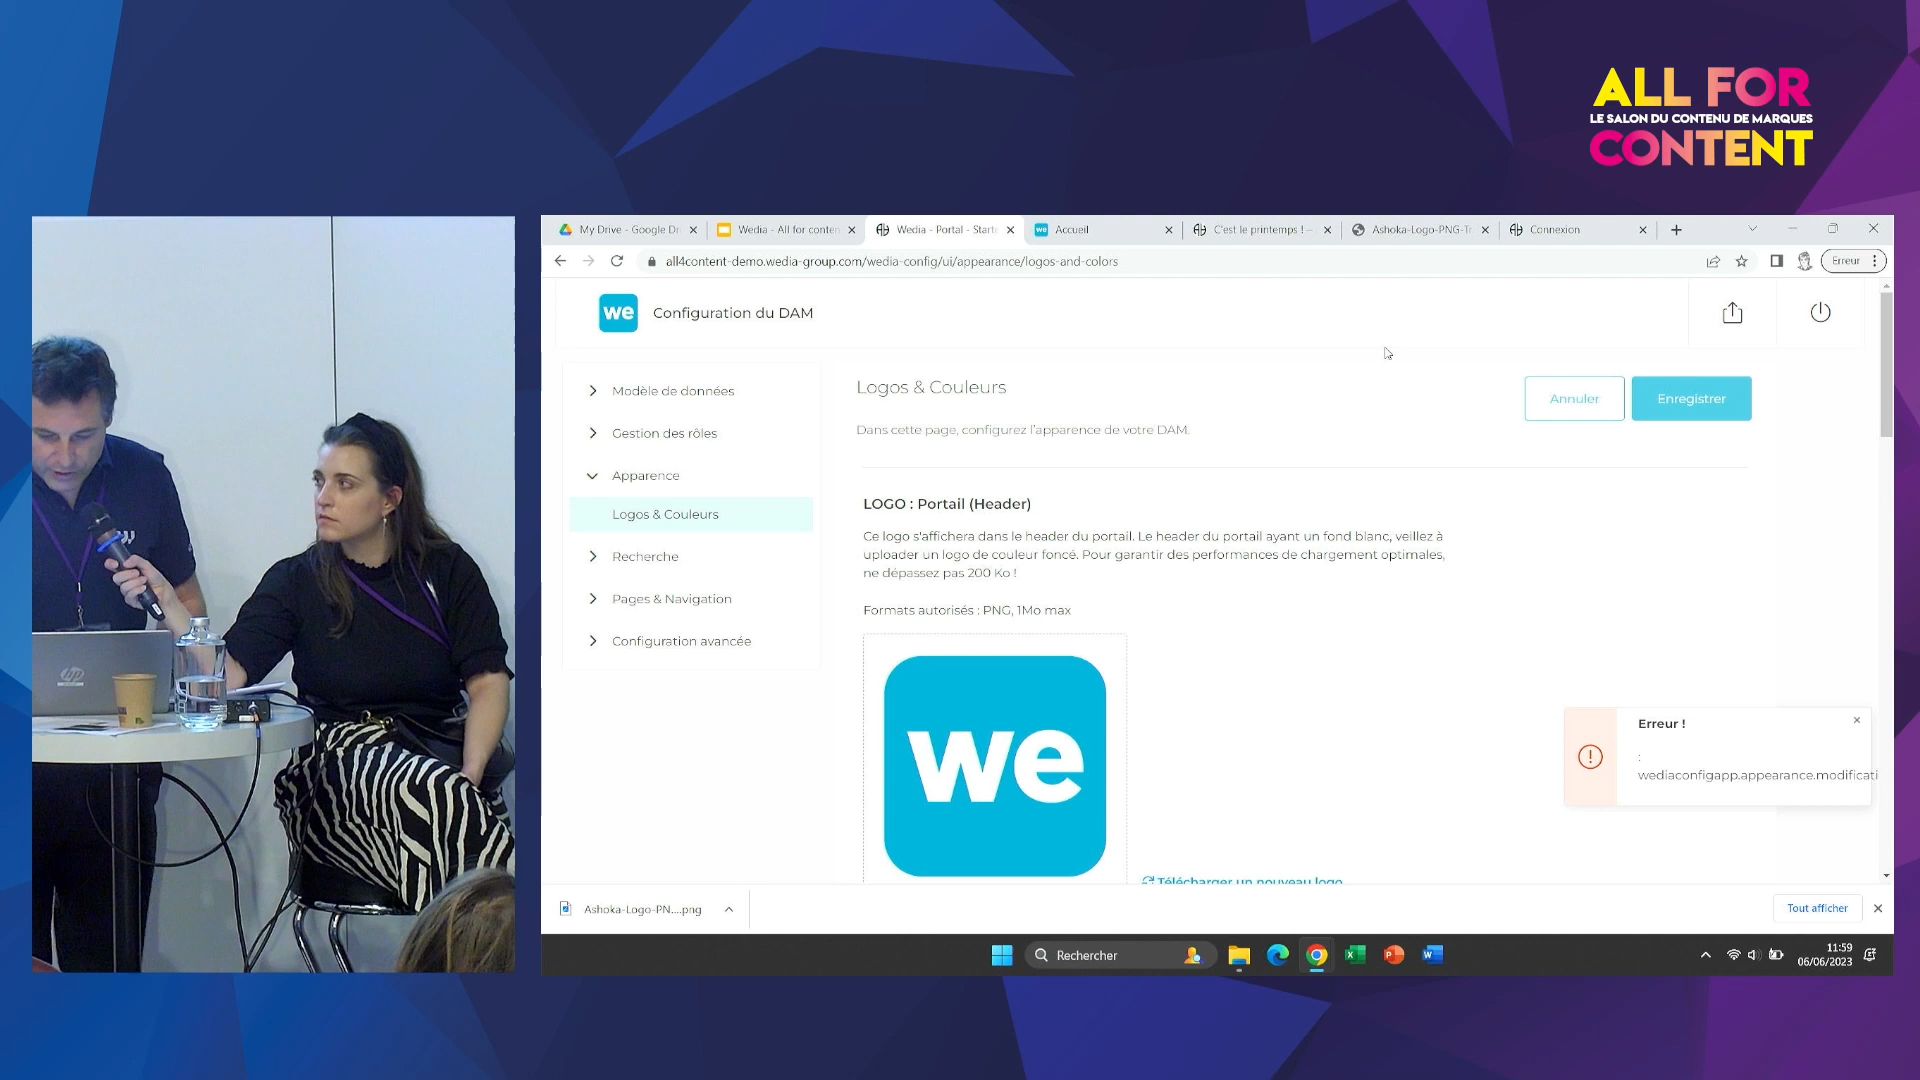 ALL FOR
LE SALON DU CONTENU DE MARQUES
CONTENT
My Drive - Google Dr
Wedia - All for conten
Wedia - Portal - Starte
Accueil
C'est le printemps ! –
Ashoka-Logo-PNG-Tr
Connexion
all4content-demo.wedia-group.com/wedia-config/ui/appearance/logos-and-colors
Erreur
we
Configuration du DAM
Modèle de données
Gestion des rôles
Apparence
Logos & Couleurs
Recherche
Pages & Navigation
Configuration avancée
Logos & Couleurs
Annuler
Enregistrer
Dans cette page, configurez l'apparence de votre DAM.
LOGO : Portail (Header)
Ce logo s'affichera dans le header du portail. Le header du portail ayant un fond blanc, veillez à
uploader un logo de couleur foncé. Pour garantir des performances de chargement optimales,
ne dépassez pas 200 Ko !
Formats autorisés : PNG, 1Mo max
we
Télécharger un nouveau logo
Erreur !
:
wediaconfigapp.appearance.modificati
hp
Ashoka-Logo-PN....png
Tout afficher
Rechercher
11:59
06/06/2023